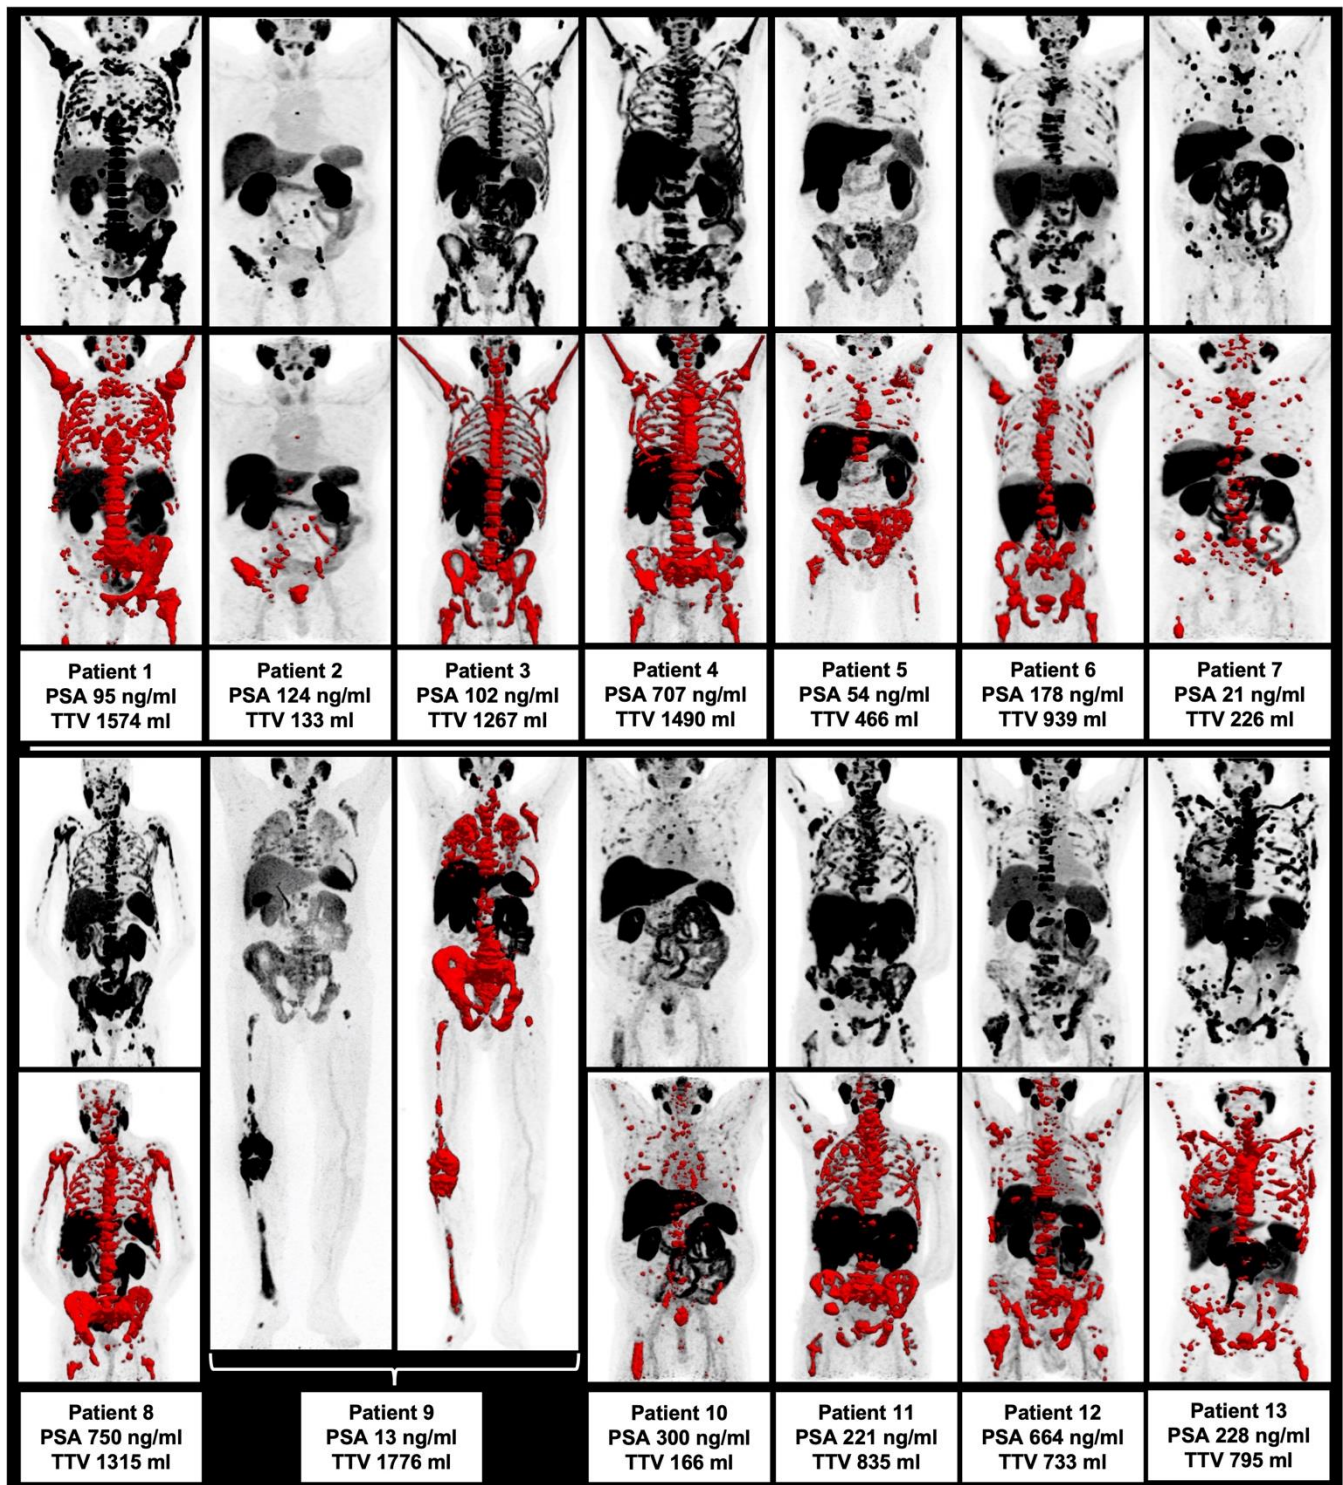 Patient 1
PSA 95 ng/ml
TTV 1574 ml
Patient 2
PSA 124 ng/ml
TTV 133 ml
Patient 3
PSA 102 ng/ml
TTV 1267 ml
Patient 4
PSA 707 ng/ml
TTV 1490 ml
Patient 5
PSA 54 ng/ml
TTV 466 ml
Patient 6
PSA 178 ng/ml
TTV 939 ml
Patient 7
PSA 21 ng/ml
TTV 226 ml
Patient 8
PSA 750 ng/ml
TTV 1315 ml
Patient 9
PSA 13 ng/ml
TTV 1776 ml
Patient 10
PSA 300 ng/ml
TTV 166 ml
Patient 11
PSA 221 ng/ml
TTV 835 ml
Patient 12
PSA 664 ng/ml
TTV 733 ml
Patient 13
PSA 228 ng/ml
TTV 795 ml